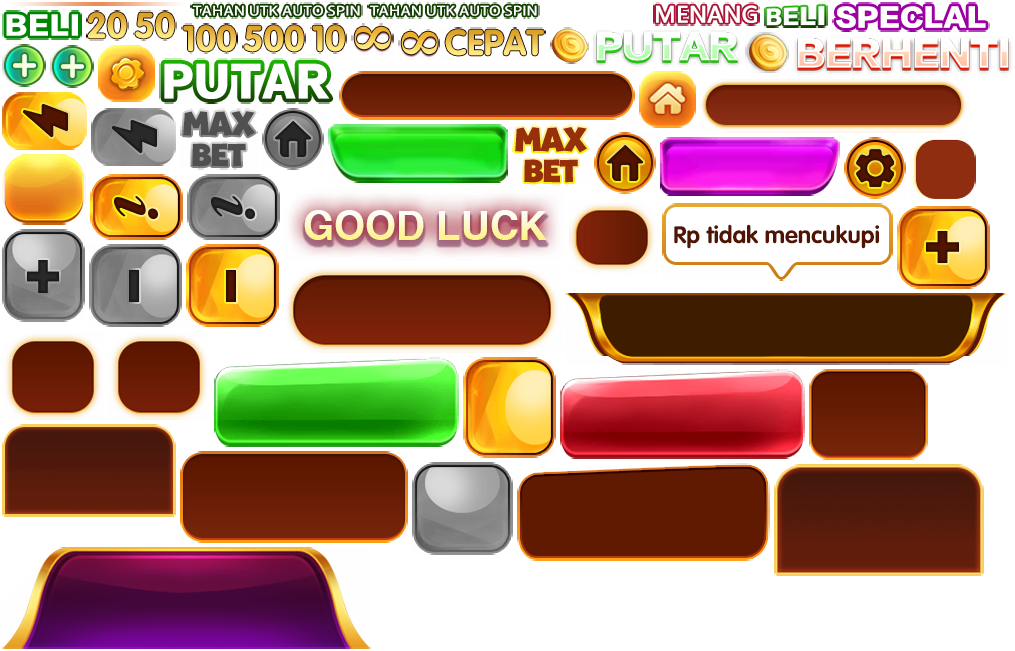 TAHAN UTK AUTO SPIN
TAHAN UTK AUTO SPIN
BELI
20
50
100
500
10
∞
∞
CEPAT
MENANG
BELI
SPECLAL
PUTAR
BERHENTI
PUTAR
MAX
BET
MAX
BET
GOOD LUCK
Rp tidak mencukupi